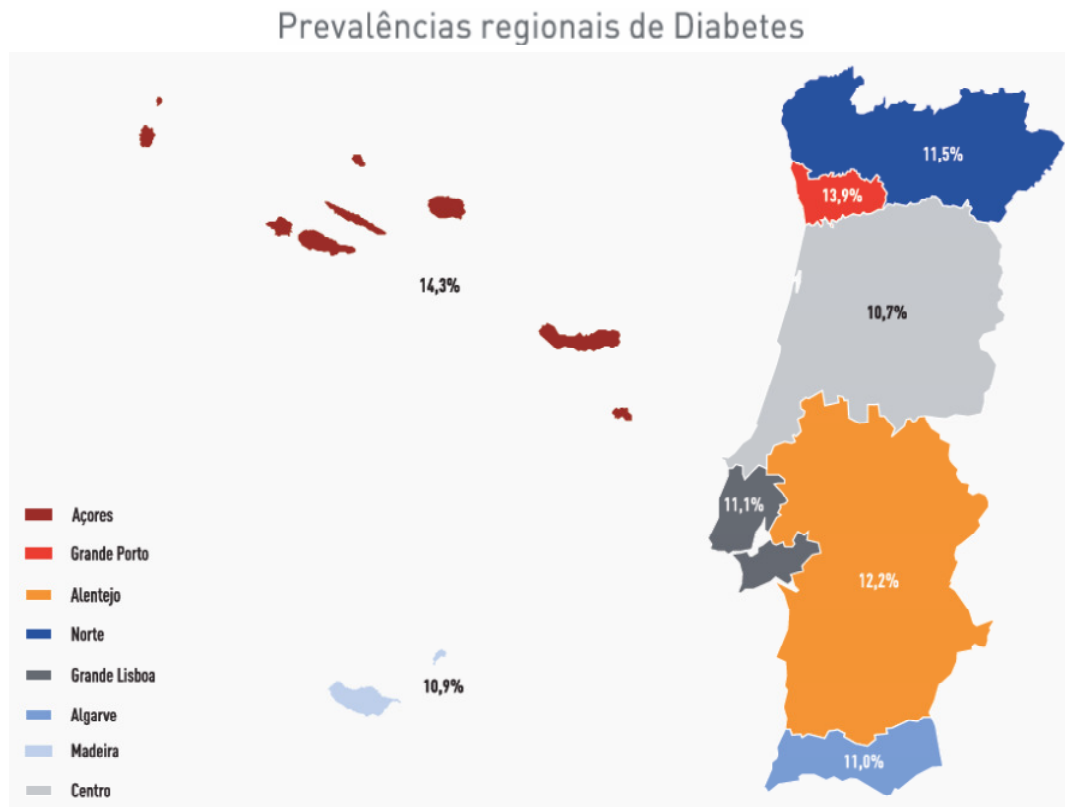 Prevalências regionais de Diabetes
11,5%
13,9%
14,3%
10,7%
11,1%
12,2%
10,9%
11,0%
Açores
Grande Porto
Alentejo
Norte
Grande Lisboa
Algarve
Madeira
Centro